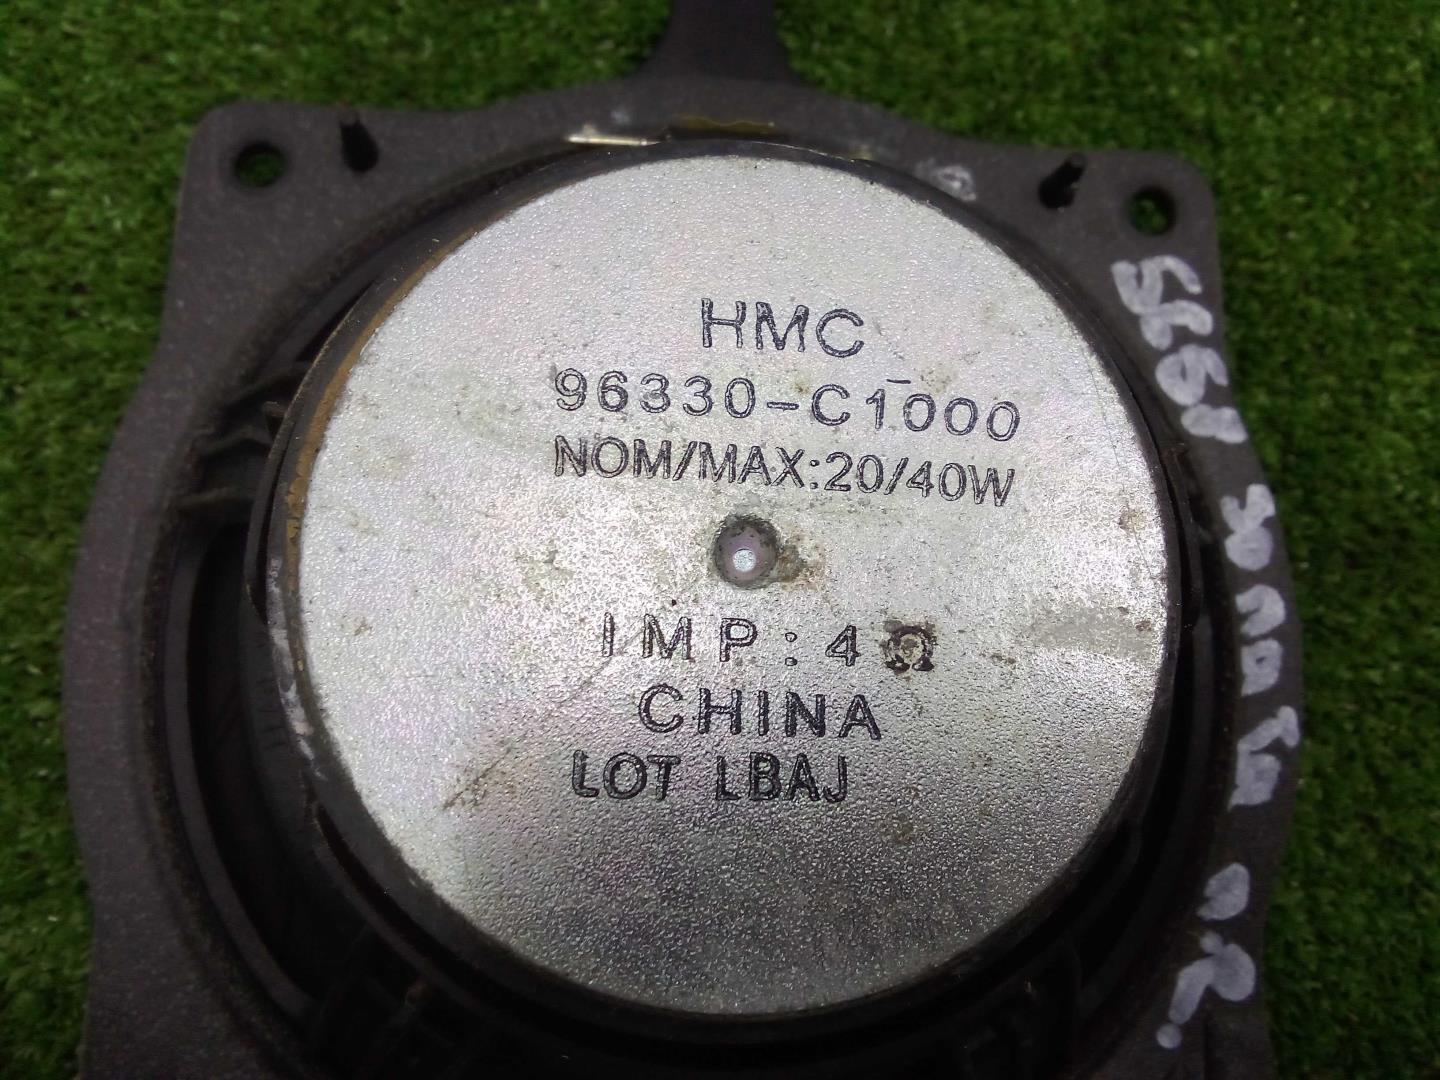 HMC
96330-C1000
NOM/MAX:20/40W
IMP:4Ω
CHINA
LOT LBAJ